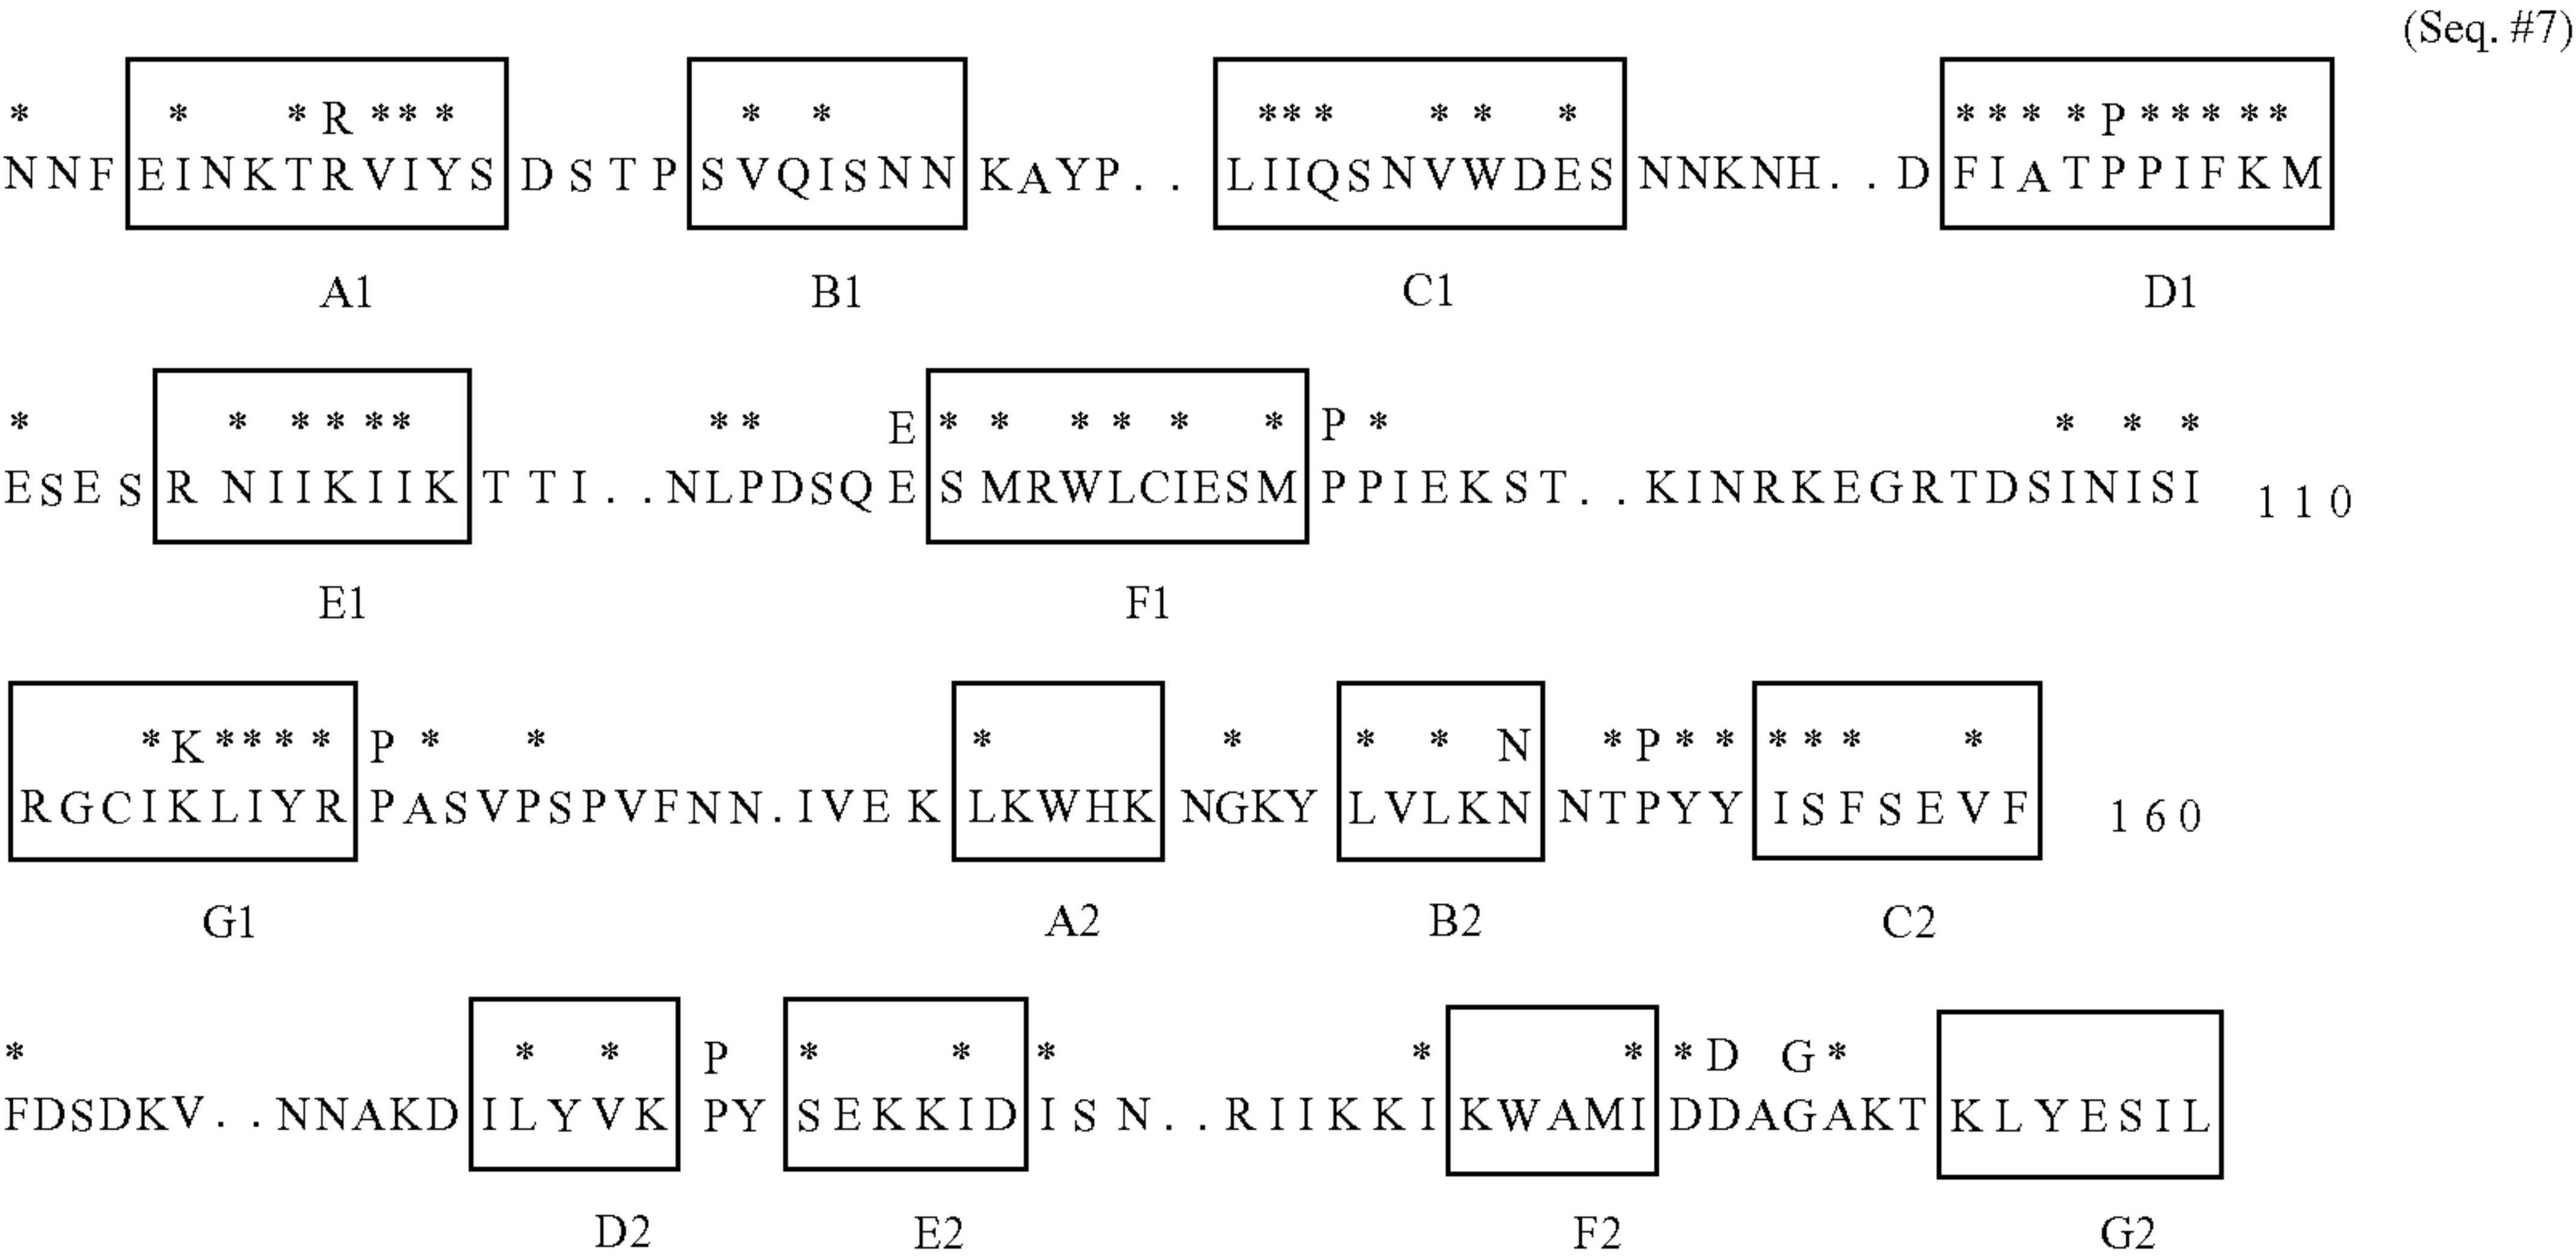 (Seq. #7)
* * * R * * * * * * * * * * * * * * * P * * * * *
NNF EINKTRVIYS DSTP SVQISNN KAYP.. LIIQSNVWDES NNKNH..D FIATPPIFKM
A1 B1 C1 D1
* * * * * * * * E * * * * * * P * * * *
ESES RNIIKIIK TTI..NLPDSQE SMRWLCIESM PPIEKST..KINRKEGRTDSINISI 110
E1 F1
* K * * * * P * * * * * * N * P * * * * * *
RGCIKLIYR PASVPSPVFNN.IVEK LKWHK NGKY LVLKN NTPYY ISFSEVF 160
G1 A2 B2 C2
* * * P * * * * * * D G *
FDSDKV..NNAKD ILYVK PY SEKKID ISN..RIIKKI KWAMI DDAGAKT KLYESIL
D2 E2 F2 G2